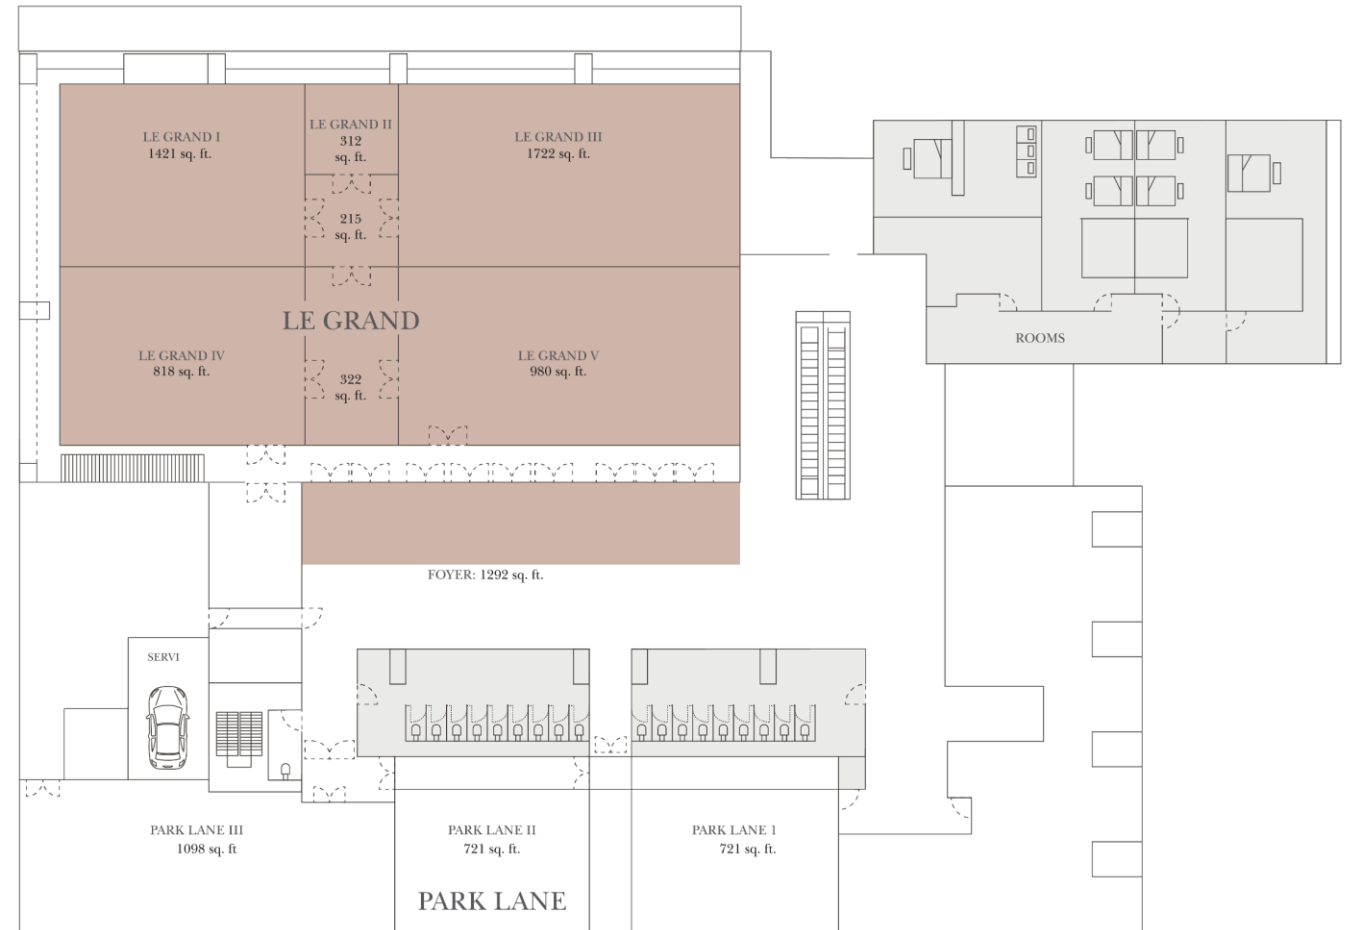 LE GRAND I
1421 sq. ft.
LE GRAND II
312
sq. ft.
LE GRAND III
1722 sq. ft.
215
sq. ft.
LE GRAND
LE GRAND IV
818 sq. ft.
322
sq. ft.
LE GRAND V
980 sq. ft.
ROOMS
FOYER: 1292 sq. ft.
SERVI
PARK LANE III
1098 sq. ft
PARK LANE II
721 sq. ft.
PARK LANE 1
721 sq. ft.
PARK LANE